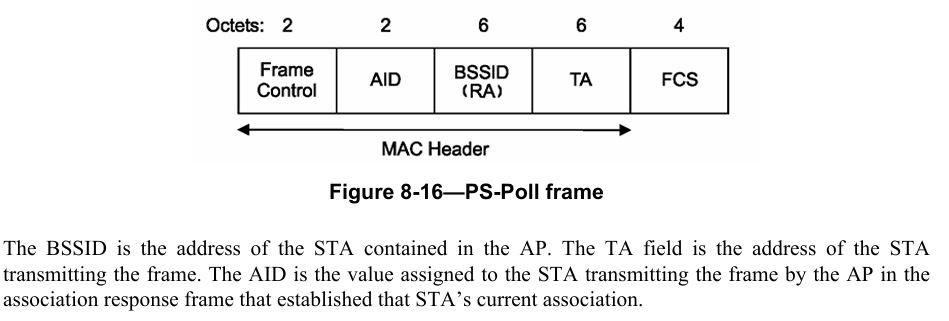 Octets: 2 2 6 6 4
Frame Control AID BSSID (RA) TA FCS
MAC Header
Figure 8-16—PS-Poll frame
The BSSID is the address of the STA contained in the AP. The TA field is the address of the STA
transmitting the frame. The AID is the value assigned to the STA transmitting the frame by the AP in the
association response frame that established that STA's current association.